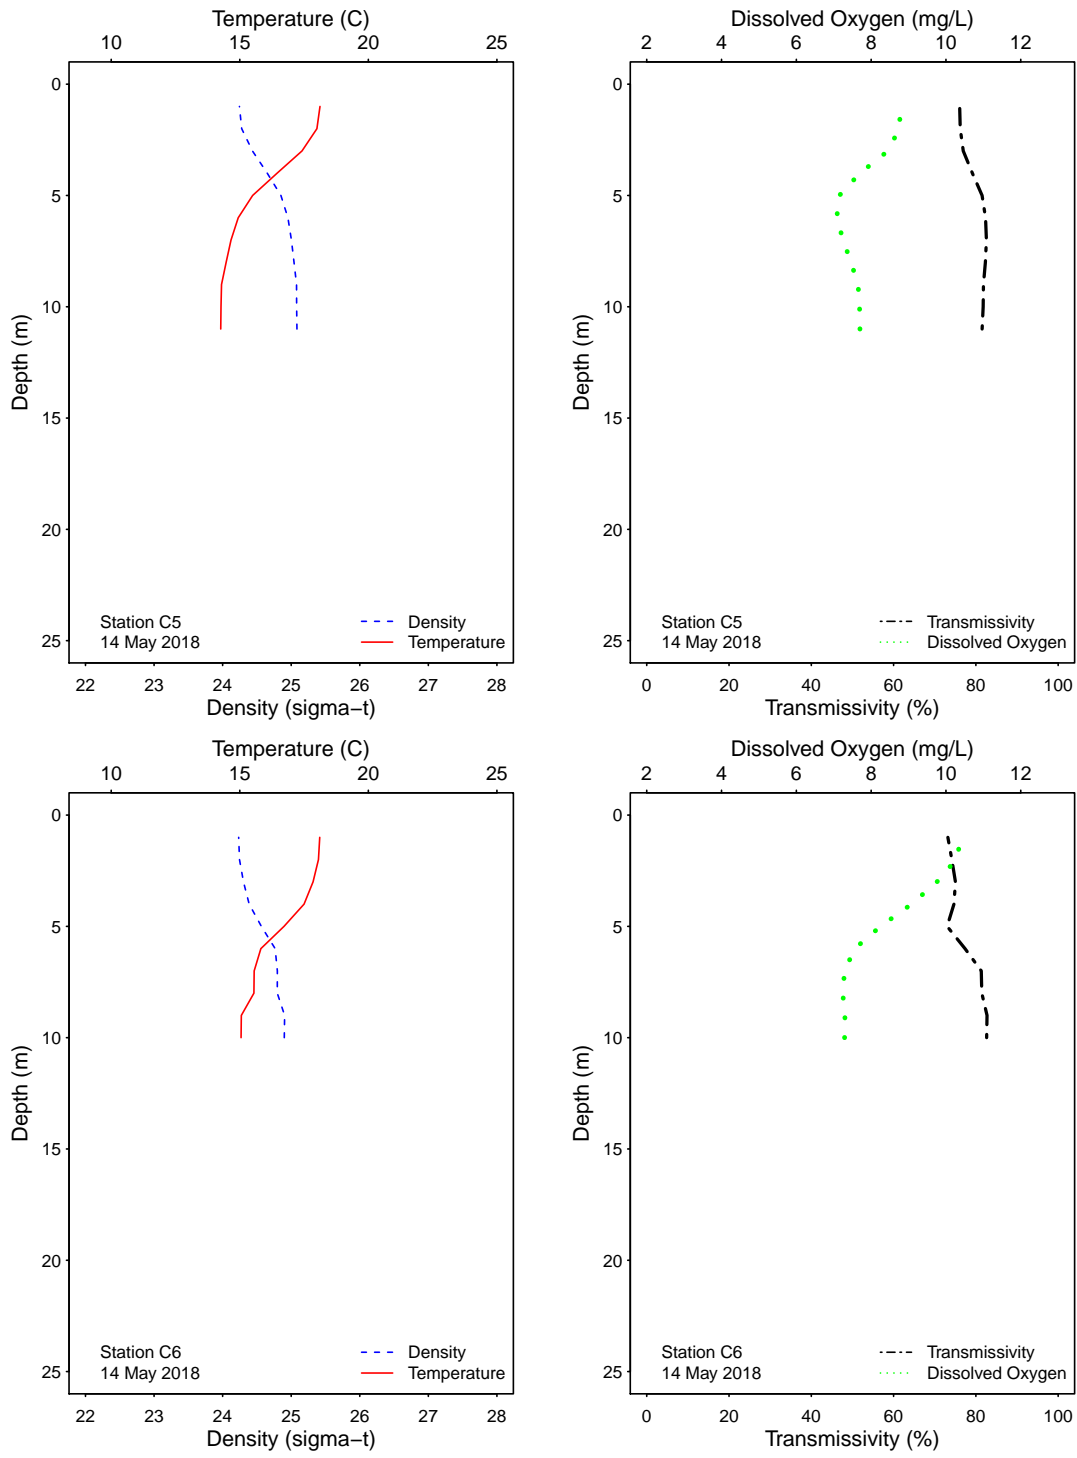 Temperature (C)
10 15 20 25
0
5
10
15
20
25
Depth (m)
Station C5
14 May 2018
Density
Temperature
22 23 24 25 26 27 28
Density (sigma−t)
Dissolved Oxygen (mg/L)
2 4 6 8 10 12
0
5
10
15
20
25
Depth (m)
Station C5
14 May 2018
Transmissivity
Dissolved Oxygen
0 20 40 60 80 100
Transmissivity (%)
Temperature (C)
10 15 20 25
0
5
10
15
20
25
Depth (m)
Station C6
14 May 2018
Density
Temperature
22 23 24 25 26 27 28
Density (sigma−t)
Dissolved Oxygen (mg/L)
2 4 6 8 10 12
0
5
10
15
20
25
Depth (m)
Station C6
14 May 2018
Transmissivity
Dissolved Oxygen
0 20 40 60 80 100
Transmissivity (%)